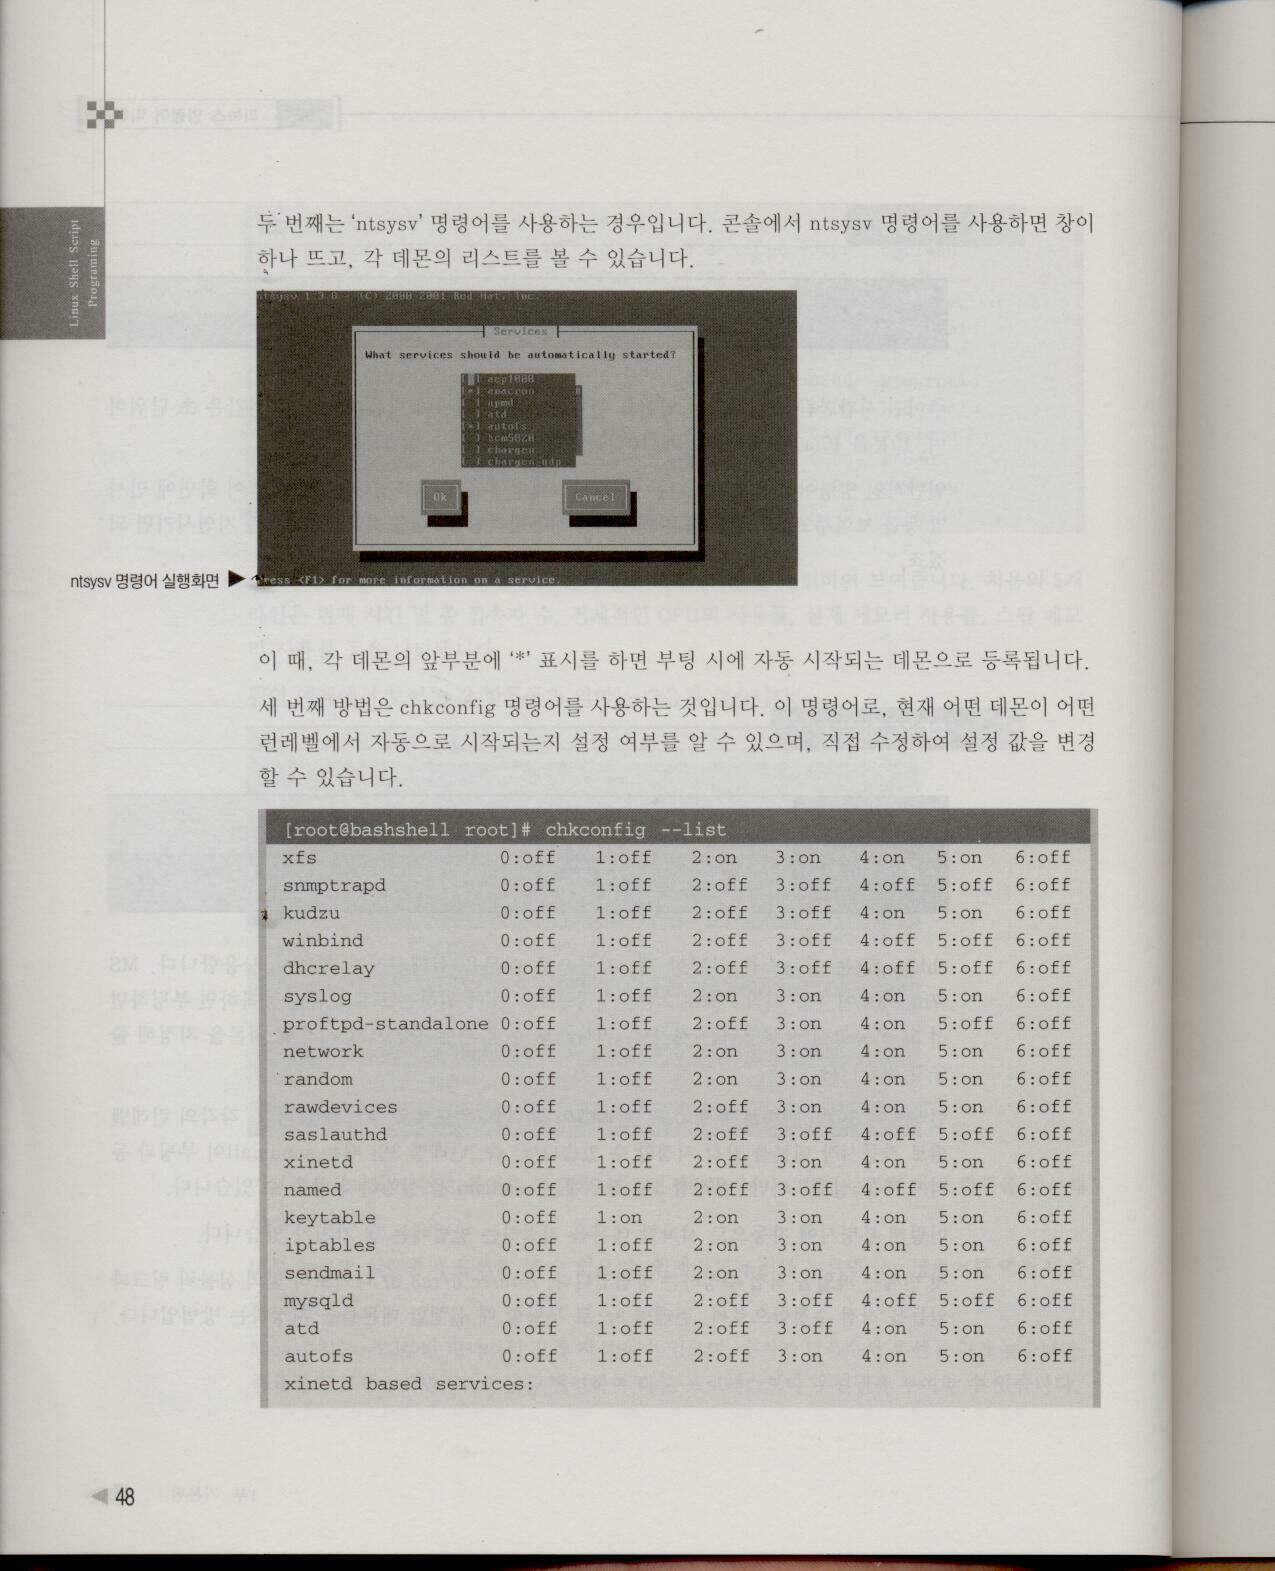 Linux Shell Script
Programing
두 번째는 ‘ntsysv’ 명령어를 사용하는 경우입니다. 콘솔에서 ntsysv 명령어를 사용하면 창이
하나 뜨고, 각 데몬의 리스트를 볼 수 있습니다.
ntsysv 1.3.8 - (C) 2000-2001 Red Hat, Inc.
Services
What services should be automatically started?
[ ] aep1000
[*] anacron
[ ] apmd
[ ] atd
[*] autofs
[ ] bcm5820
[ ] chargen
[ ] chargen-udp
Ok Cancel
Press <F1> for more information on a service.
ntsysv 명령어 실행화면 ▶
이 때, 각 데몬의 앞부분에 ‘*’ 표시를 하면 부팅 시에 자동 시작되는 데몬으로 등록됩니다.
세 번째 방법은 chkconfig 명령어를 사용하는 것입니다. 이 명령어로, 현재 어떤 데몬이 어떤
런레벨에서 자동으로 시작되는지 설정 여부를 알 수 있으며, 직접 수정하여 설정 값을 변경
할 수 있습니다.
[root@bashshell root]# chkconfig --list
xfs 0:off 1:off 2:on 3:on 4:on 5:on 6:off
snmptrapd 0:off 1:off 2:off 3:off 4:off 5:off 6:off
kudzu 0:off 1:off 2:off 3:off 4:on 5:on 6:off
winbind 0:off 1:off 2:off 3:off 4:off 5:off 6:off
dhcrelay 0:off 1:off 2:off 3:off 4:off 5:off 6:off
syslog 0:off 1:off 2:on 3:on 4:on 5:on 6:off
proftpd-standalone 0:off 1:off 2:off 3:on 4:on 5:off 6:off
network 0:off 1:off 2:on 3:on 4:on 5:on 6:off
random 0:off 1:off 2:on 3:on 4:on 5:on 6:off
rawdevices 0:off 1:off 2:off 3:on 4:on 5:on 6:off
saslauthd 0:off 1:off 2:off 3:off 4:off 5:off 6:off
xinetd 0:off 1:off 2:off 3:on 4:on 5:on 6:off
named 0:off 1:off 2:off 3:off 4:off 5:off 6:off
keytable 0:off 1:on 2:on 3:on 4:on 5:on 6:off
iptables 0:off 1:off 2:on 3:on 4:on 5:on 6:off
sendmail 0:off 1:off 2:on 3:on 4:on 5:on 6:off
mysqld 0:off 1:off 2:off 3:off 4:off 5:off 6:off
atd 0:off 1:off 2:off 3:off 4:on 5:on 6:off
autofs 0:off 1:off 2:off 3:on 4:on 5:on 6:off
xinetd based services:
◀ 48